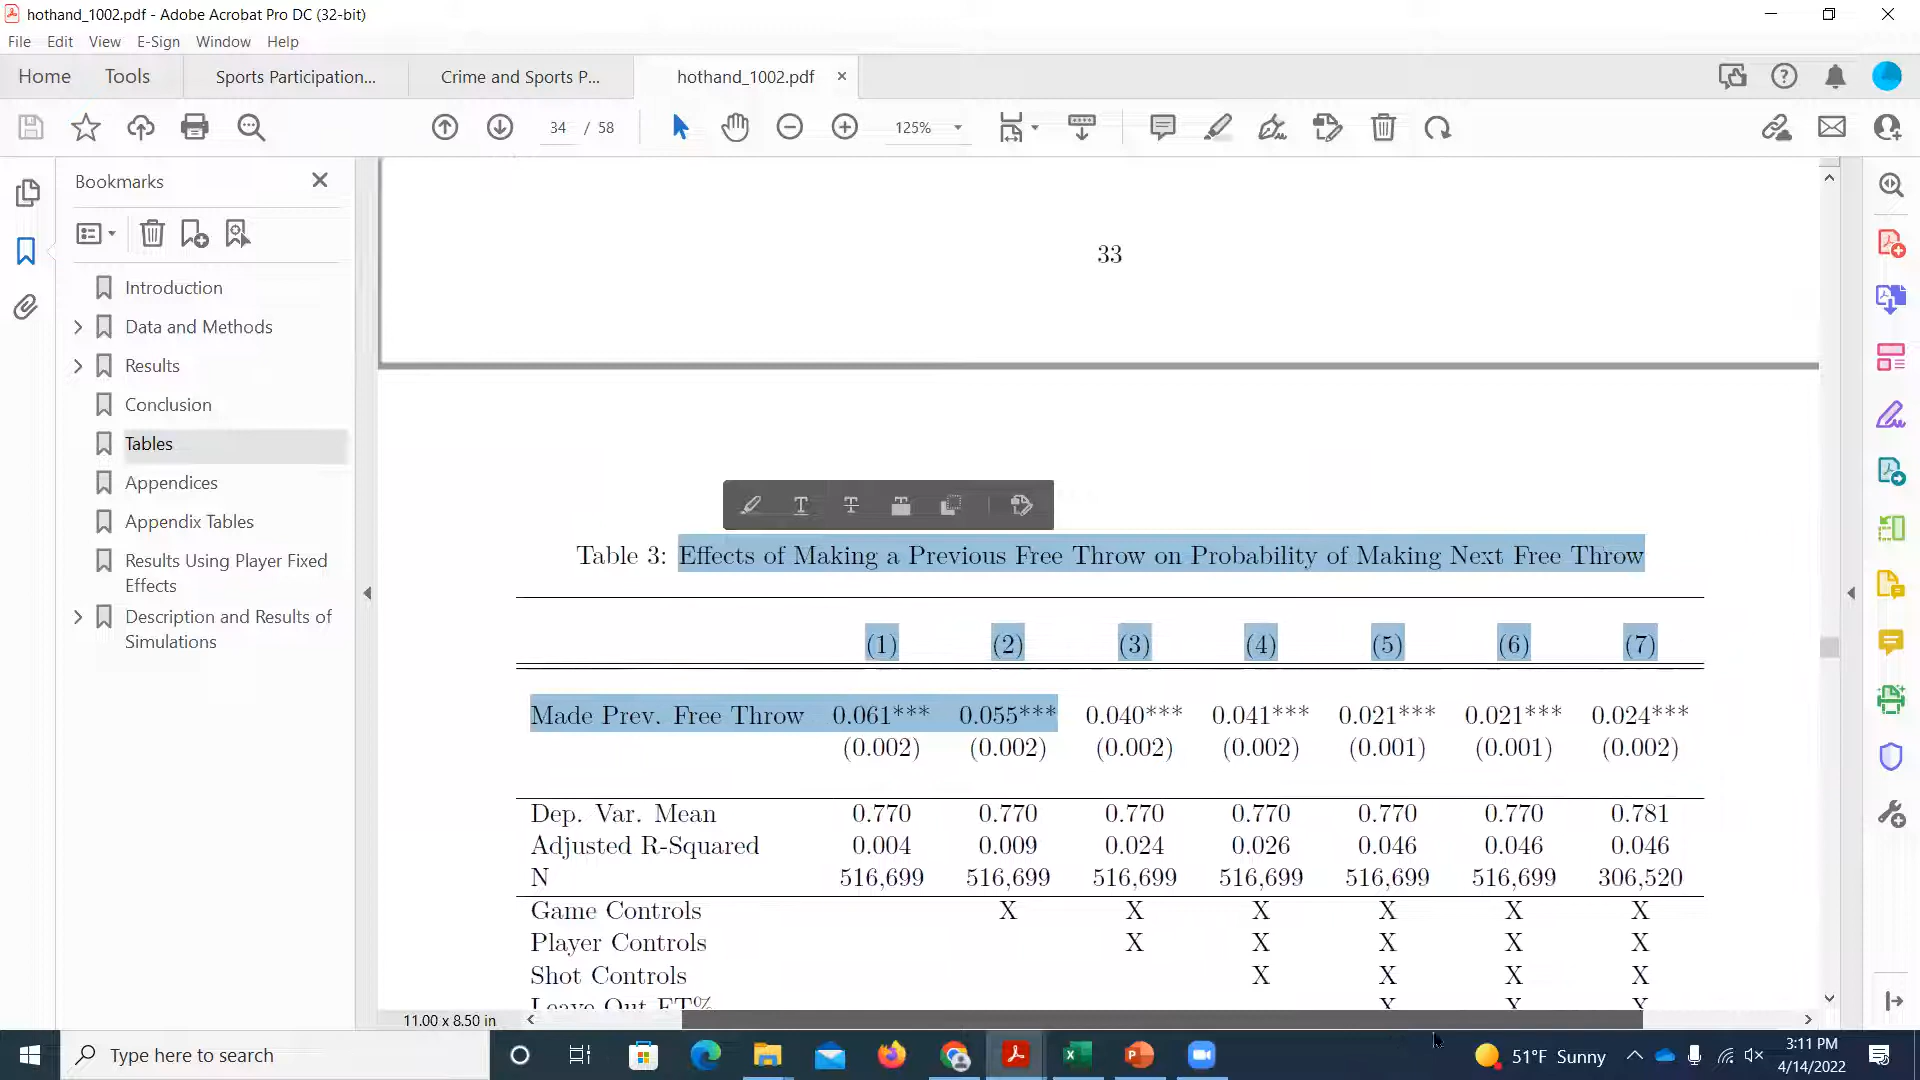 hothand_1002.pdf - Adobe Acrobat Pro DC (32-bit)
File Edit View E-Sign Window Help
Home Tools Sports Participation... Crime and Sports P... hothand_1002.pdf
34 / 58 125%
Bookmarks
Introduction
Data and Methods
Results
Conclusion
Tables
Appendices
Appendix Tables
Results Using Player Fixed
Effects
Description and Results of
Simulations
33
Table 3: Effects of Making a Previous Free Throw on Probability of Making Next Free Throw
(1) (2) (3) (4) (5) (6) (7)
Made Prev. Free Throw 0.061*** 0.055*** 0.040*** 0.041*** 0.021*** 0.021*** 0.024***
(0.002) (0.002) (0.002) (0.002) (0.001) (0.001) (0.002)
Dep. Var. Mean 0.770 0.770 0.770 0.770 0.770 0.770 0.781
Adjusted R-Squared 0.004 0.009 0.024 0.026 0.046 0.046 0.046
N 516,699 516,699 516,699 516,699 516,699 516,699 306,520
Game Controls X X X X X X
Player Controls X X X X X
Shot Controls X X X X
Leave Out FT% X X X
11.00 x 8.50 in
Type here to search
51°F Sunny
3:11 PM
4/14/2022